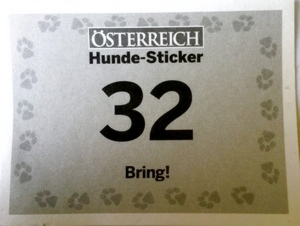 ÖSTERREICH
Hunde-Sticker
32
Bring!